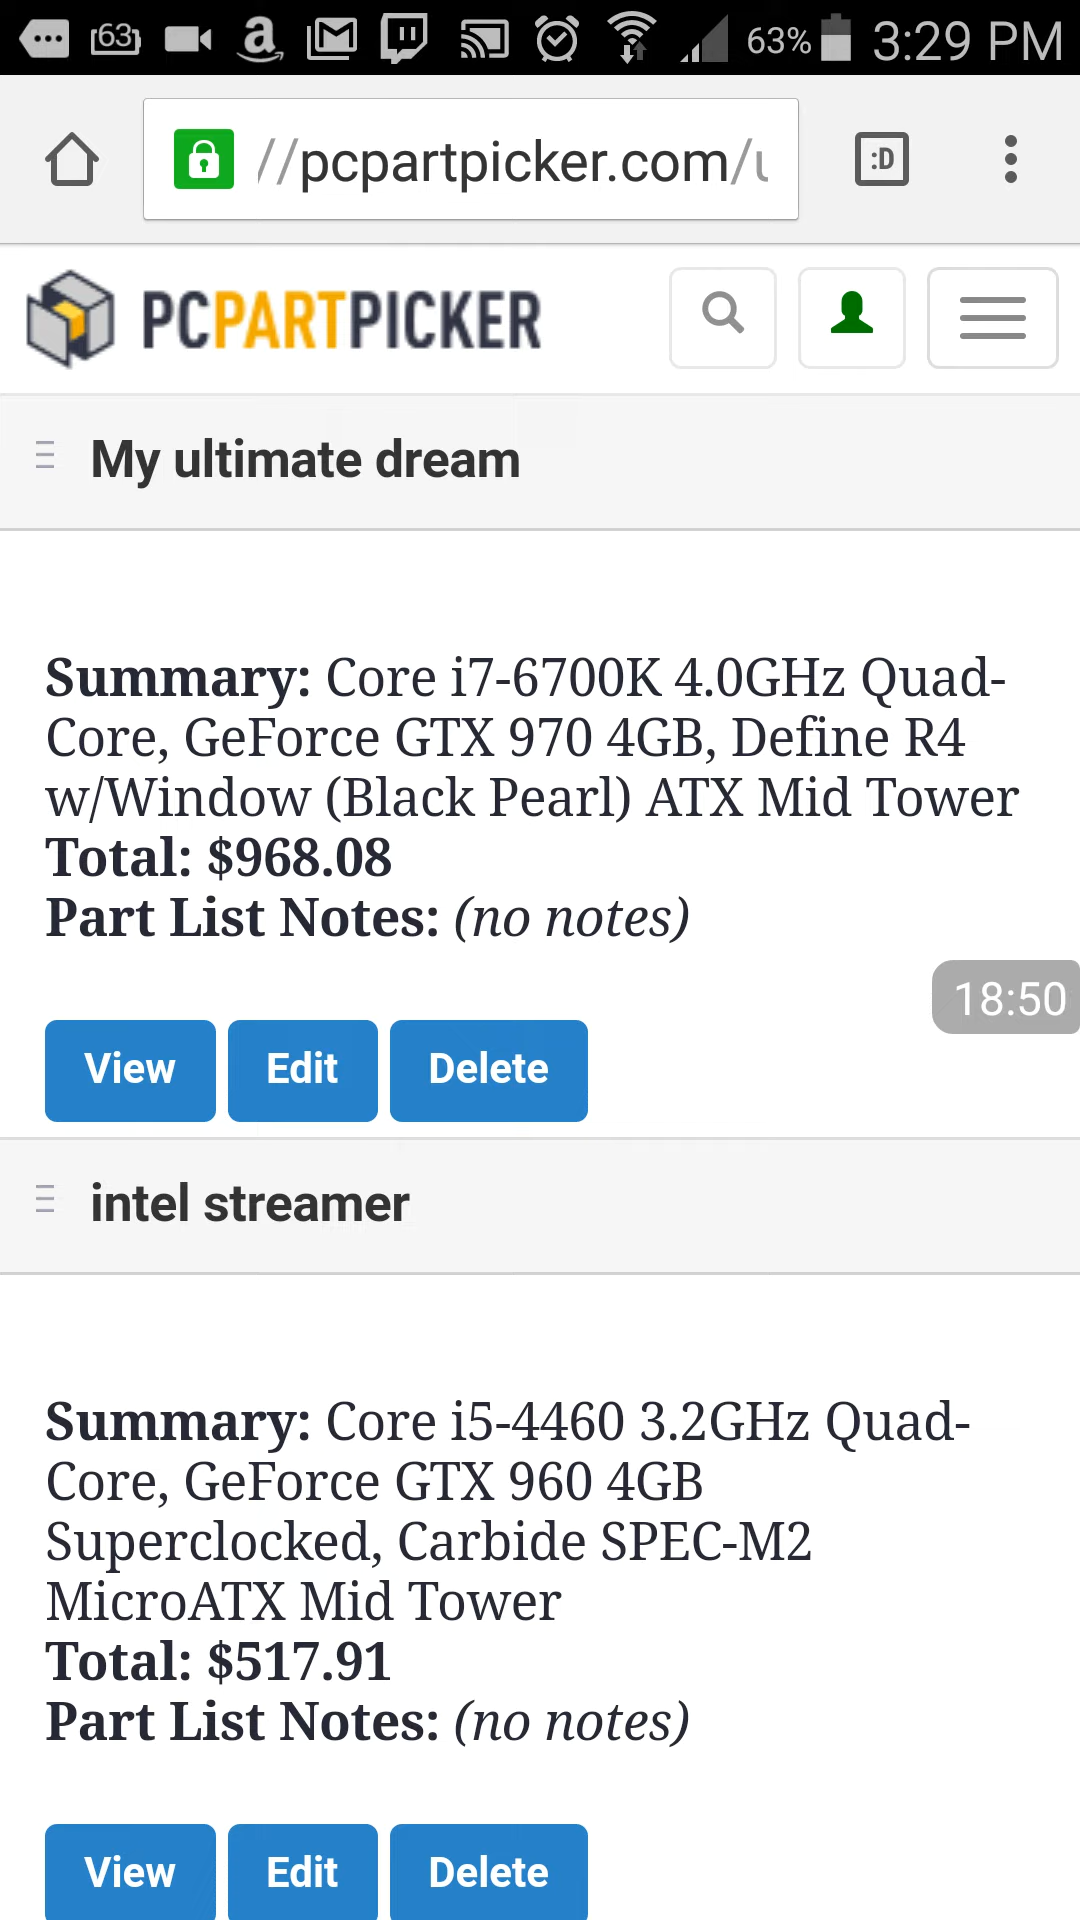 63 63% 3:29 PM
//pcpartpicker.com/u
:D
PCPARTPICKER
My ultimate dream
Summary: Core i7-6700K 4.0GHz Quad-
Core, GeForce GTX 970 4GB, Define R4
w/Window (Black Pearl) ATX Mid Tower
Total: $968.08
Part List Notes: (no notes)
18:50
View Edit Delete
intel streamer
Summary: Core i5-4460 3.2GHz Quad-
Core, GeForce GTX 960 4GB
Superclocked, Carbide SPEC-M2
MicroATX Mid Tower
Total: $517.91
Part List Notes: (no notes)
View Edit Delete